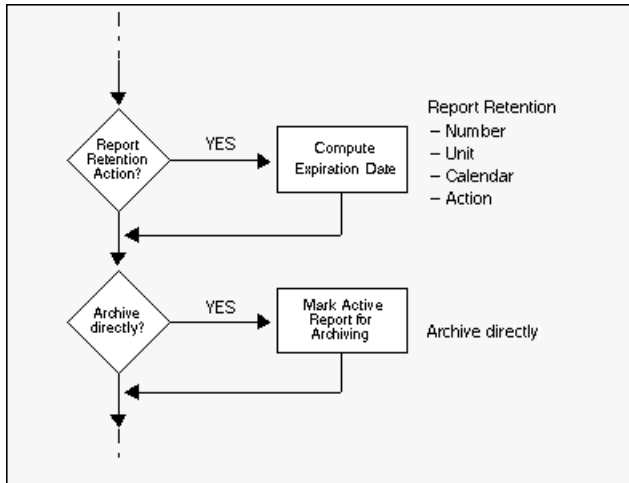 Report
Retention
Action?
YES
Compute
Expiration Date
Report Retention
– Number
– Unit
– Calendar
– Action
Archive
directly?
YES
Mark Active
Report for
Archiving
Archive directly